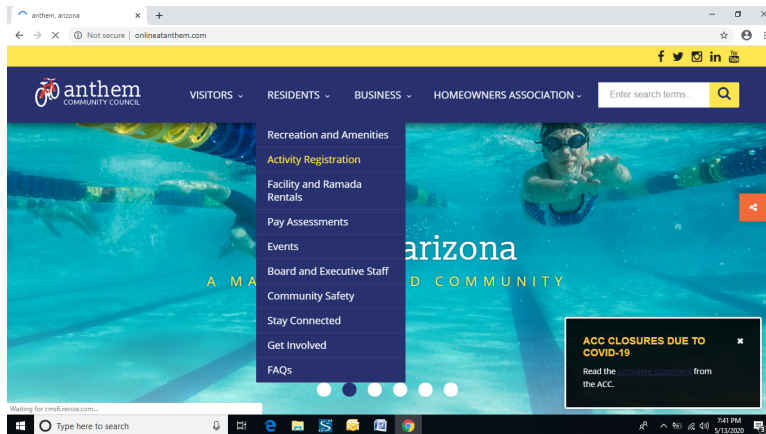 anthem, arizona
Not secure | onlineatanthem.com
anthem
COMMUNITY COUNCIL
VISITORS
RESIDENTS
BUSINESS
HOMEOWNERS ASSOCIATION
Enter search terms...
Recreation and Amenities
Activity Registration
Facility and Ramada
Rentals
Pay Assessments
Events
Board and Executive Staff
Community Safety
Stay Connected
Get Involved
FAQs
arizona
A MA
D COMMUNITY
ACC CLOSURES DUE TO
COVID-19
Read the complete statement from
the ACC.
Waiting for cms6.revize.com...
Type here to search
7:41 PM
5/13/2020